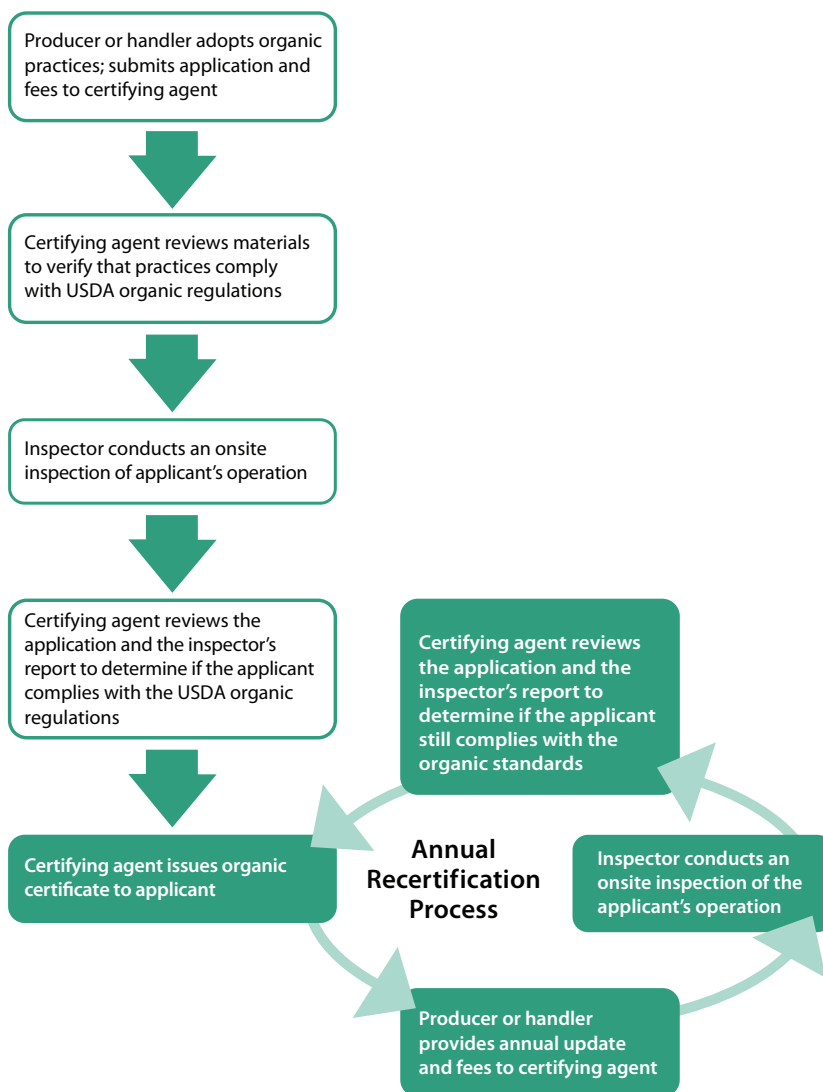 Producer or handler adopts organic
practices; submits application and
fees to certifying agent
Certifying agent reviews materials
to verify that practices comply
with USDA organic regulations
Inspector conducts an onsite
inspection of applicant’s operation
Certifying agent reviews the
application and the inspector’s
report to determine if the applicant
complies with the USDA organic
regulations
Certifying agent issues organic
certificate to applicant
Annual
Recertification
Process
Producer or handler
provides annual update
and fees to certifying agent
Inspector conducts an
onsite inspection of the
applicant’s operation
Certifying agent reviews
the application and the
inspector’s report to
determine if the applicant
still complies with the
organic standards